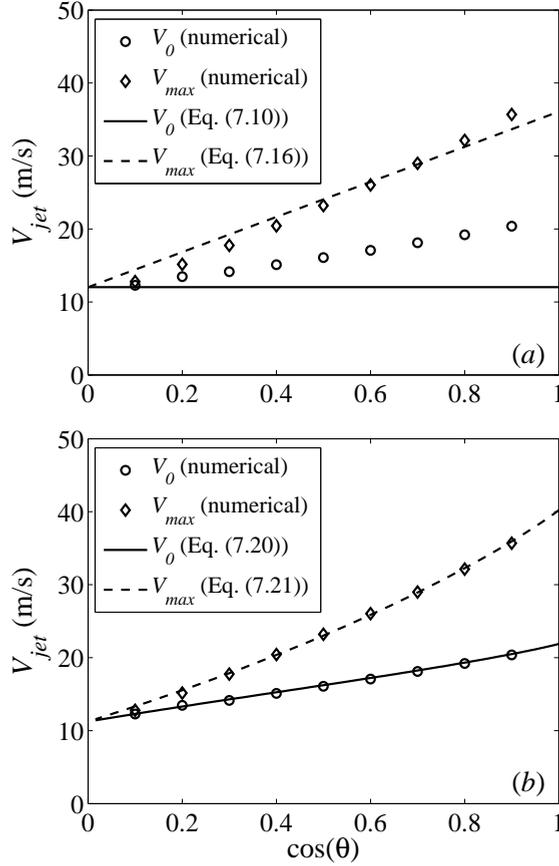 50
40
30
20
10
0
V_jet (m/s)
V_0 (numerical)
V_max (numerical)
V_0 (Eq. (7.10))
V_max (Eq. (7.16))
(a)
0 0.2 0.4 0.6 0.8 1
50
40
30
20
10
0
V_jet (m/s)
V_0 (numerical)
V_max (numerical)
V_0 (Eq. (7.20))
V_max (Eq. (7.21))
(b)
0 0.2 0.4 0.6 0.8 1
cos(θ)